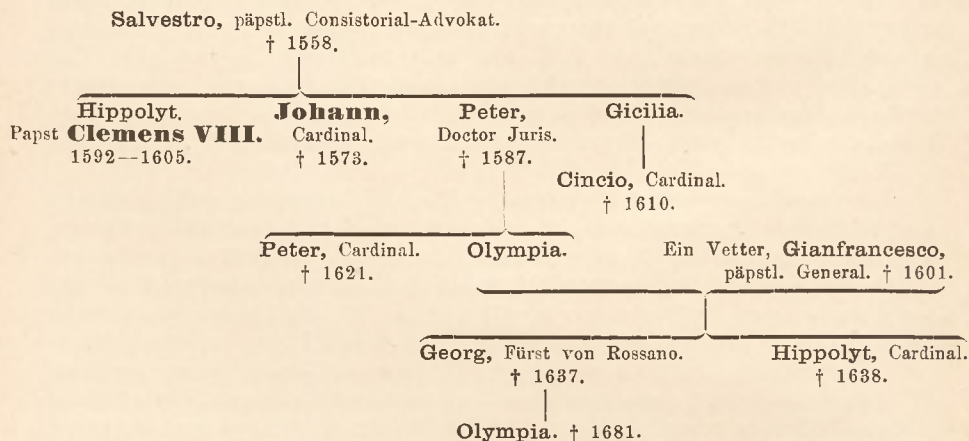 Salvestro, päpstl. Consistorial-Advokat.
† 1558.
Hippolyt. Johann, Peter, Gicilia.
Papst Clemens VIII. Cardinal. Doctor Juris.
1592--1605. † 1573. † 1587.
Cincio, Cardinal.
† 1610.
Peter, Cardinal. Olympia. Ein Vetter, Gianfrancesco,
† 1621. päpstl. General. † 1601.
Georg, Fürst von Rossano. Hippolyt, Cardinal.
† 1637. † 1638.
Olympia. † 1681.